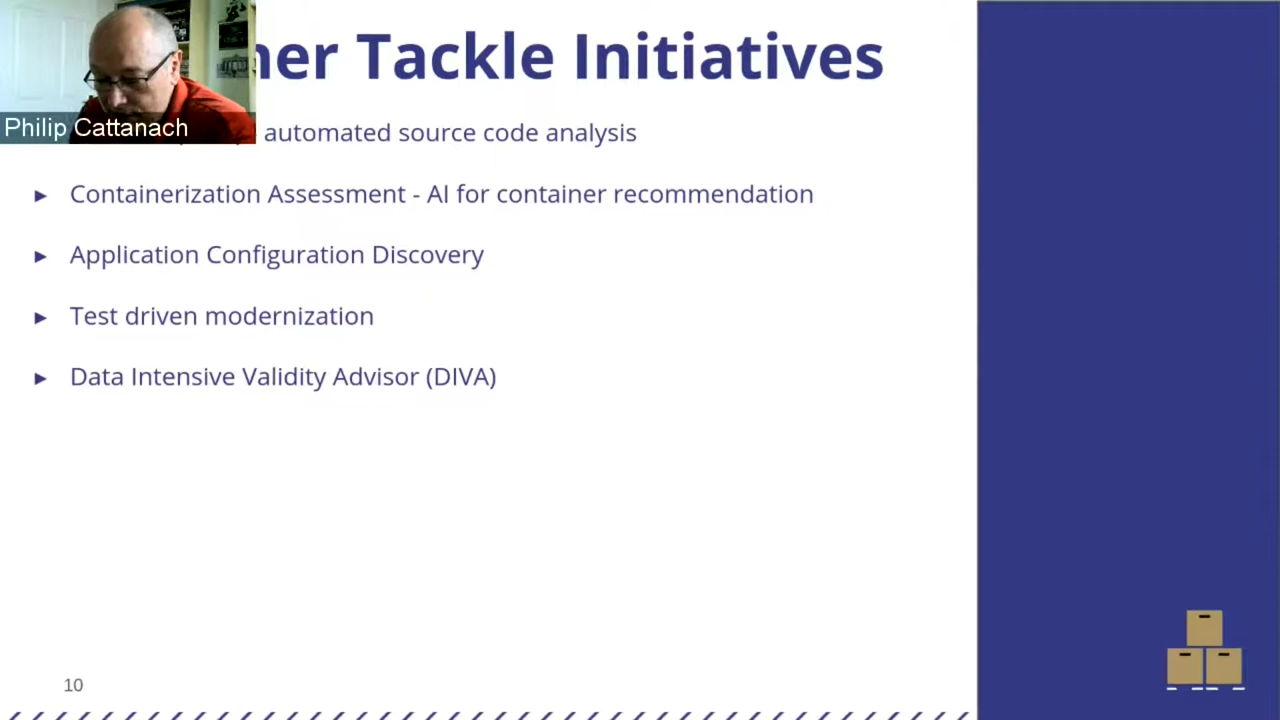 Tackle Initiatives
Philip Cattanach
automated source code analysis
► Containerization Assessment - AI for container recommendation
► Application Configuration Discovery
► Test driven modernization
► Data Intensive Validity Advisor (DIVA)
10